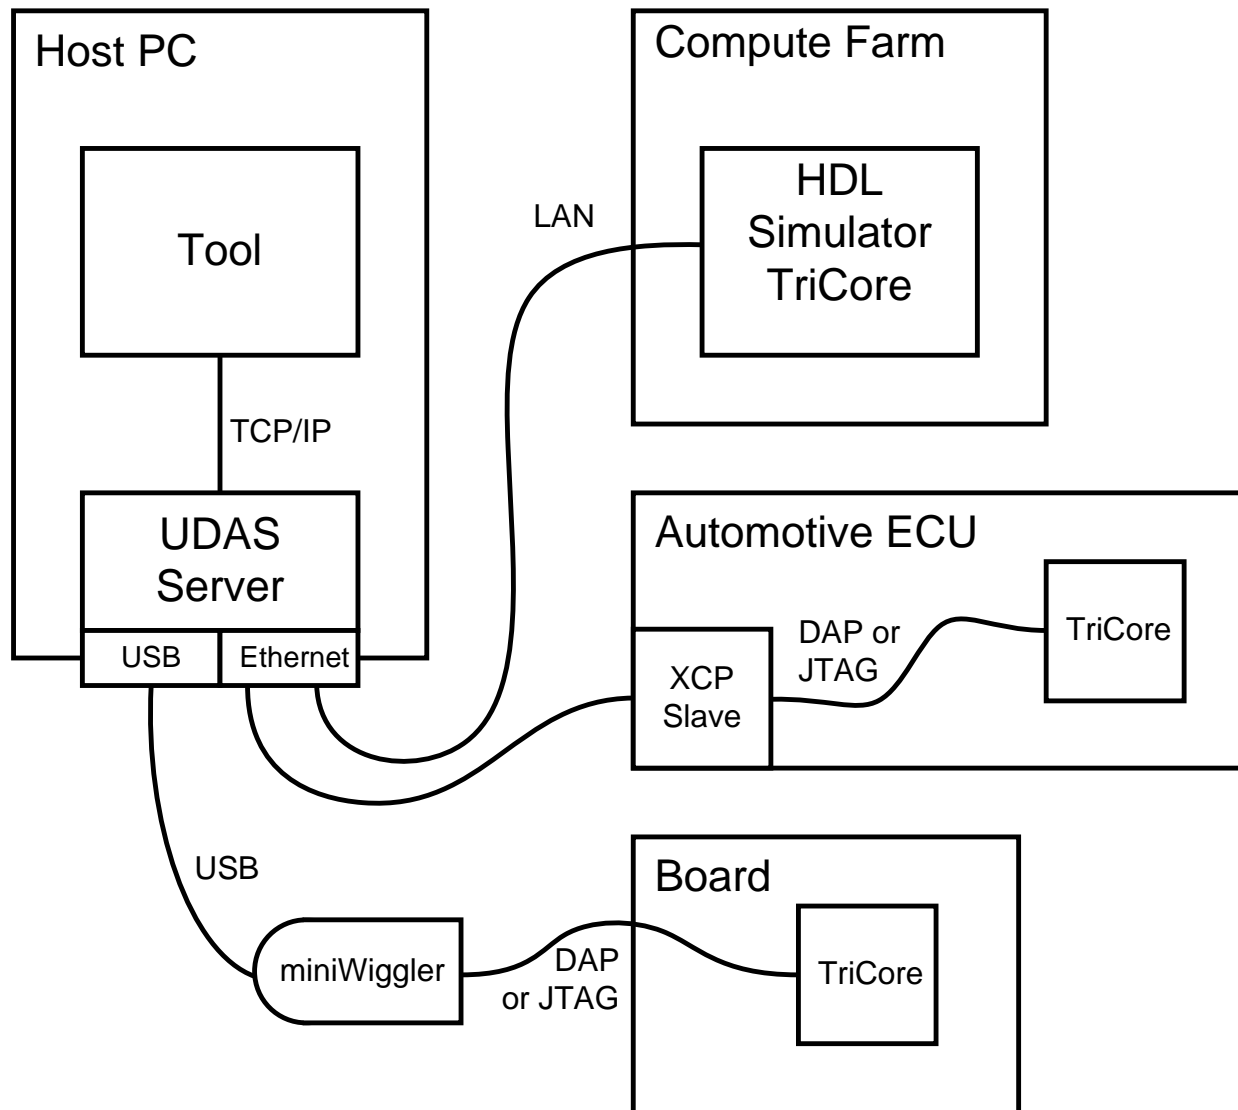 Host PC
Tool
TCP/IP
UDAS
Server
USB
Ethernet
LAN
Compute Farm
HDL
Simulator
TriCore
Automotive ECU
XCP
Slave
DAP or
JTAG
TriCore
USB
miniWiggler
DAP
or JTAG
Board
TriCore